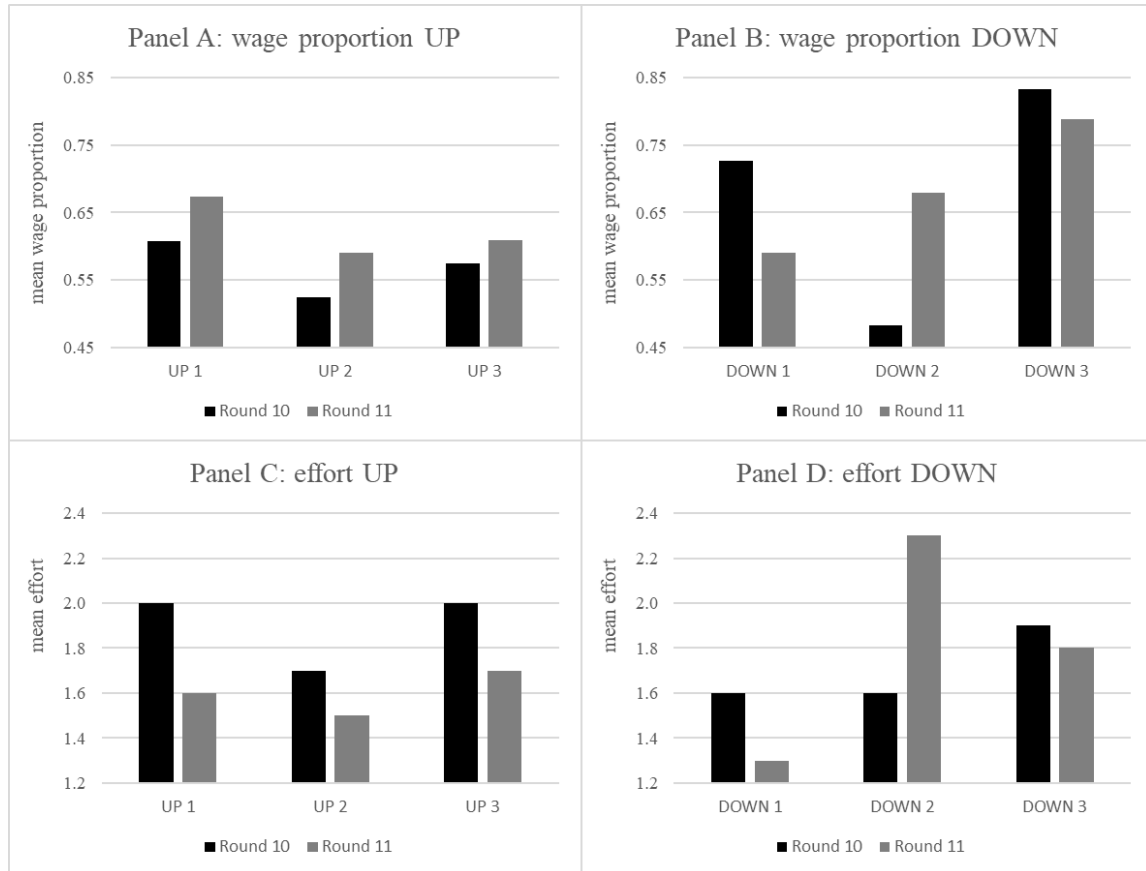 Panel A: wage proportion UP
mean wage proportion
0.85
0.75
0.65
0.55
0.45
UP 1 UP 2 UP 3
Round 10 Round 11
Panel B: wage proportion DOWN
mean wage proportion
0.85
0.75
0.65
0.55
0.45
DOWN 1 DOWN 2 DOWN 3
Round 10 Round 11
Panel C: effort UP
mean effort
2.4
2.2
2.0
1.8
1.6
1.4
1.2
UP 1 UP 2 UP 3
Round 10 Round 11
Panel D: effort DOWN
mean effort
2.4
2.2
2.0
1.8
1.6
1.4
1.2
DOWN 1 DOWN 2 DOWN 3
Round 10 Round 11